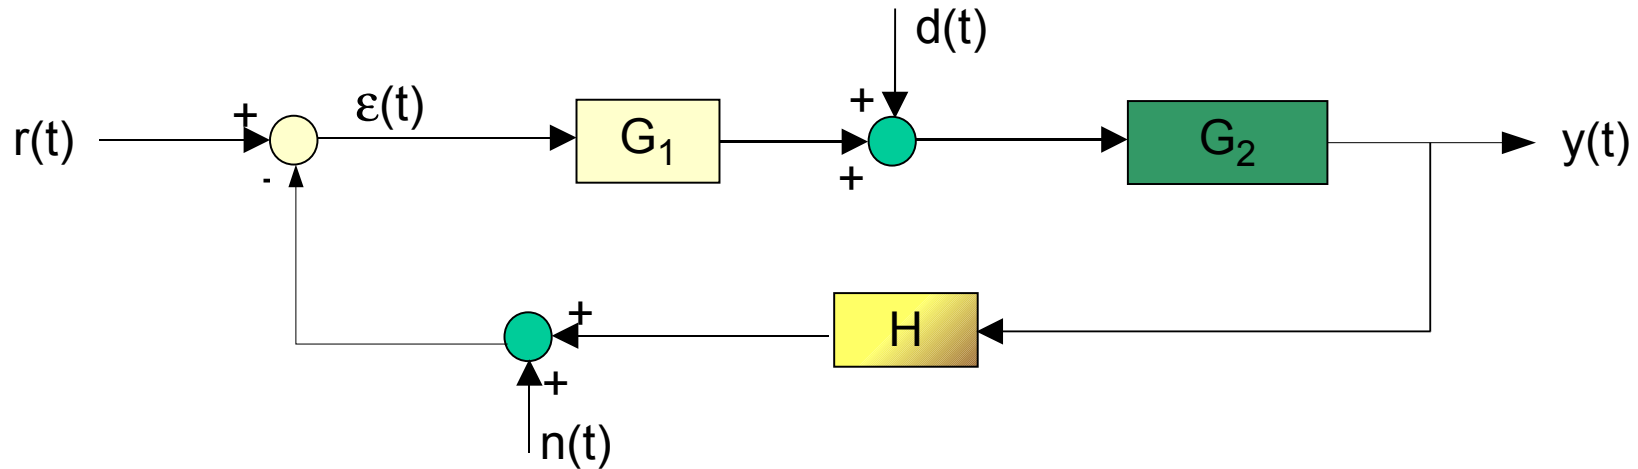 d(t)
r(t) + ε(t) G₁ + G₂ y(t)
- +
+ H
+
n(t)